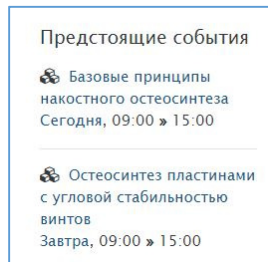 Предстоящие события
Базовые принципы
накостного остеосинтеза
Сегодня, 09:00 » 15:00
Остеосинтез пластинами
с угловой стабильностью
винтов
Завтра, 09:00 » 15:00